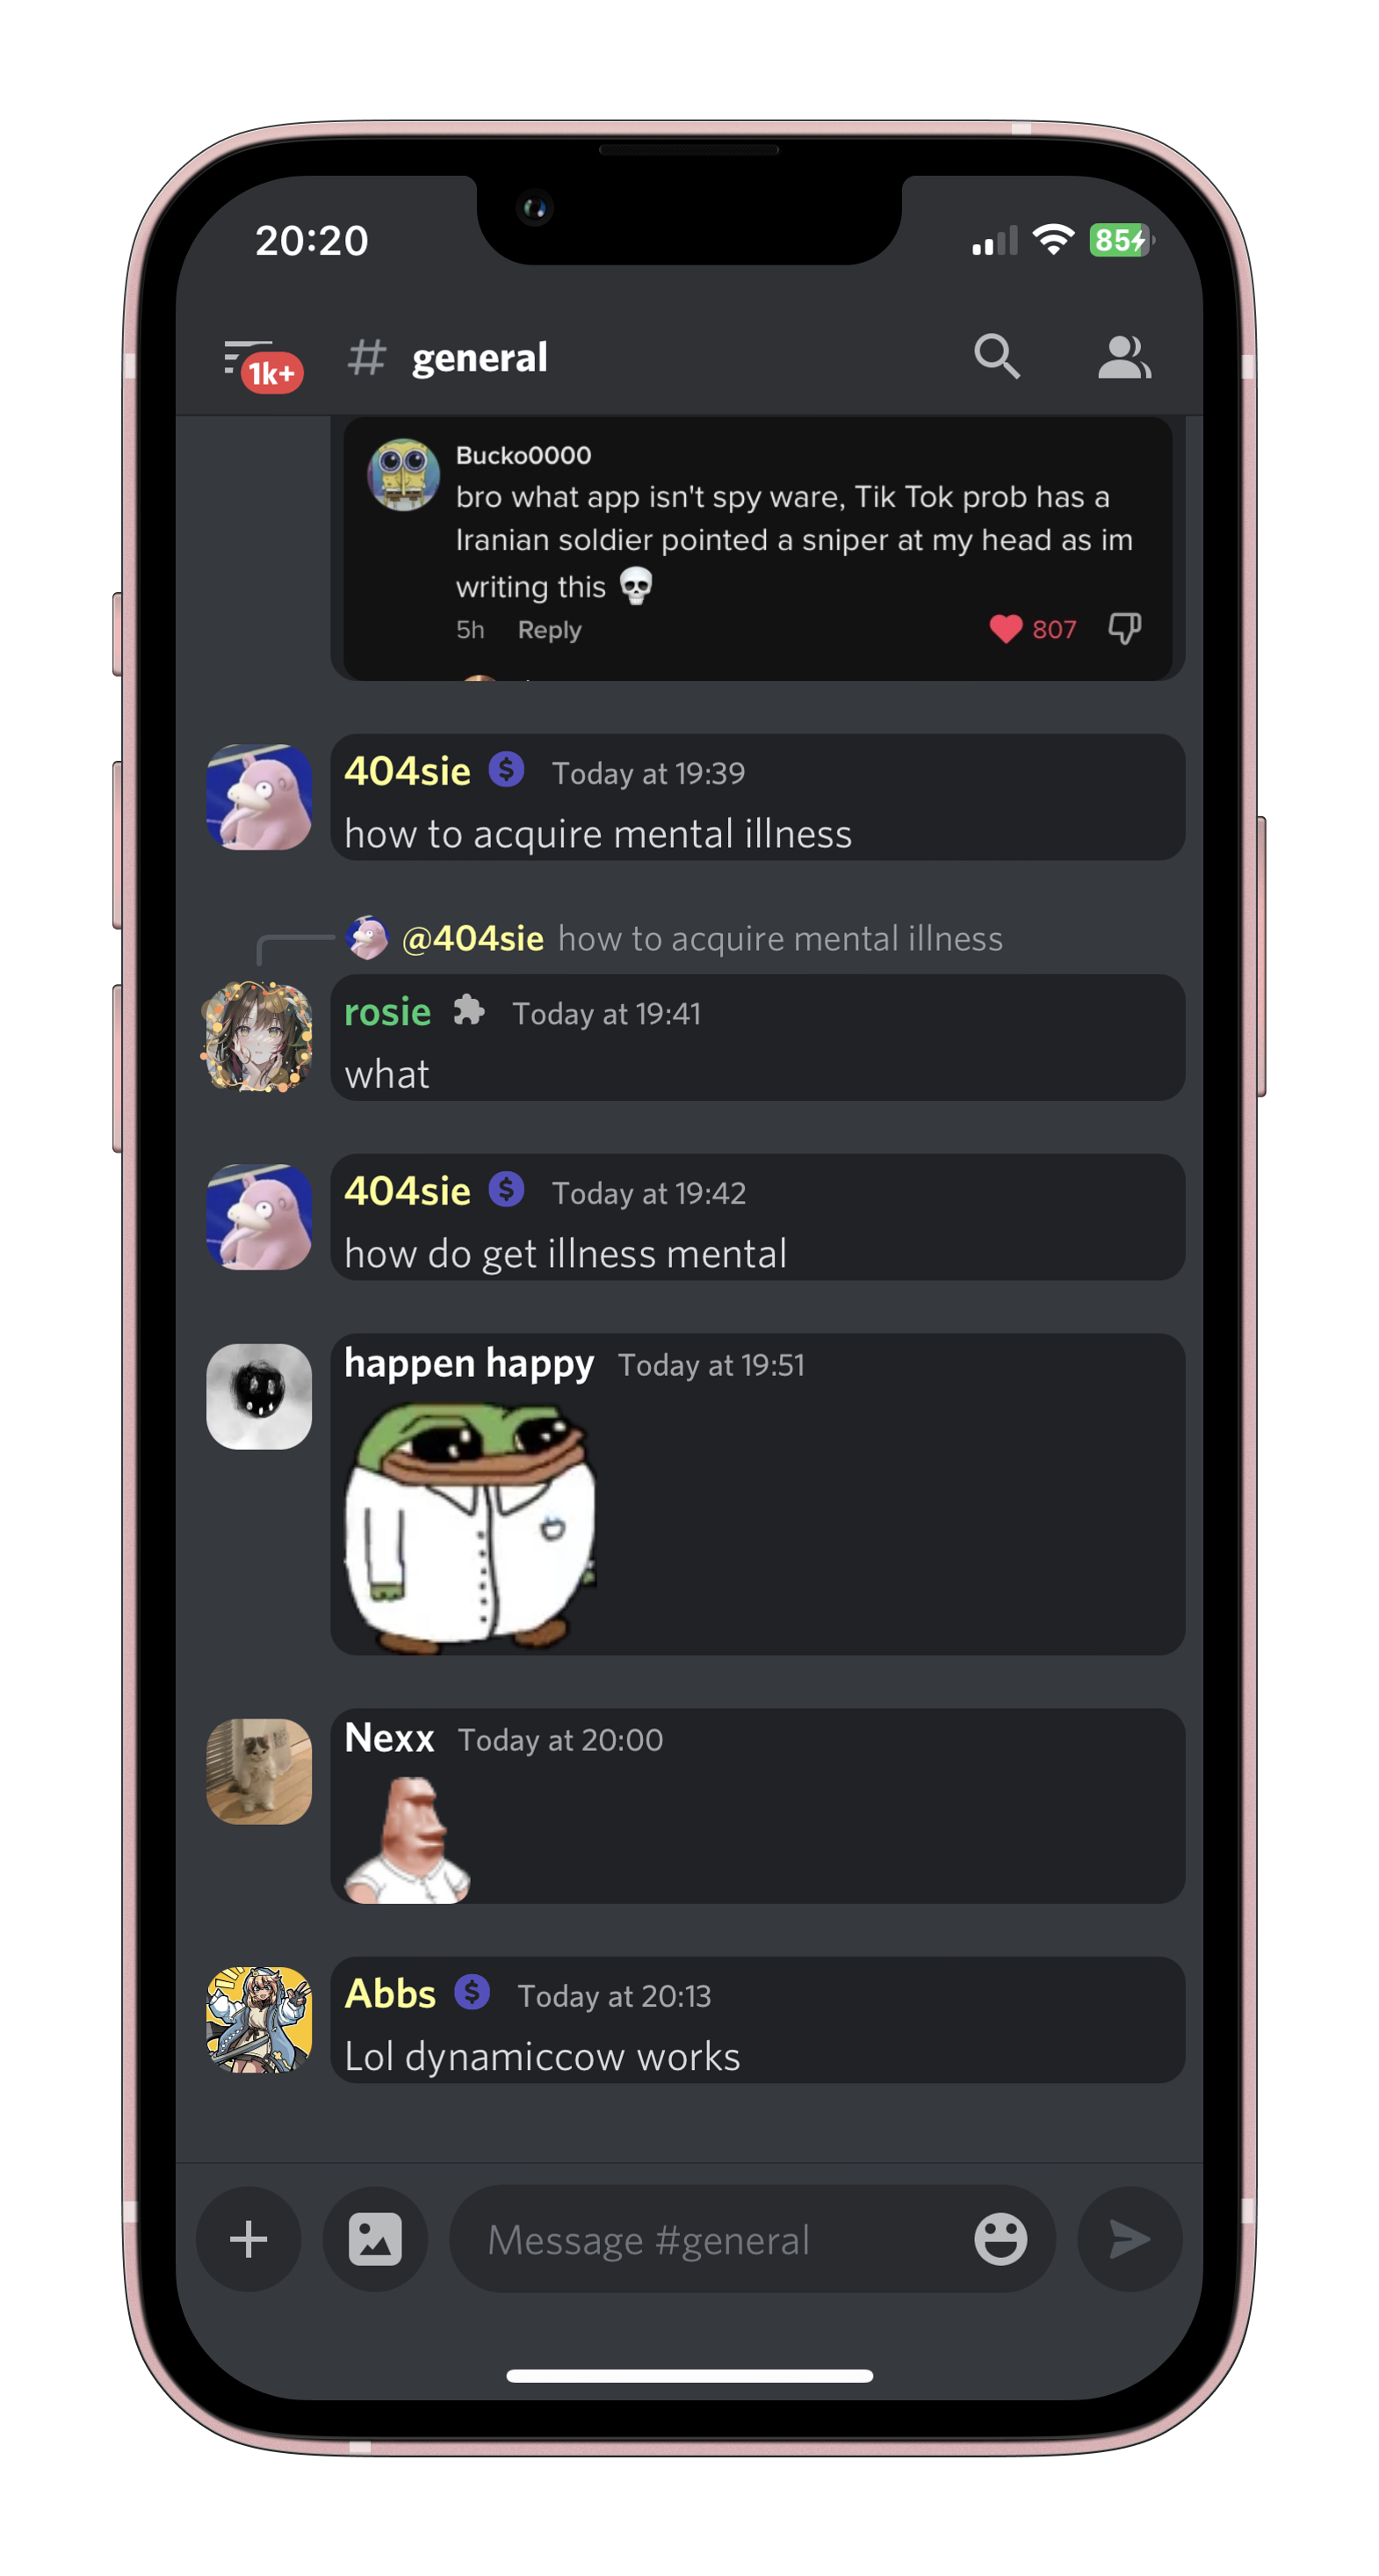 20:20
85
1k+
# general
Bucko0000
bro what app isn't spy ware, Tik Tok prob has a
Iranian soldier pointed a sniper at my head as im
writing this 💀
5h Reply 807
404sie $ Today at 19:39
how to acquire mental illness
@404sie how to acquire mental illness
rosie Today at 19:41
what
404sie $ Today at 19:42
how do get illness mental
happen happy Today at 19:51
Nexx Today at 20:00
Abbs $ Today at 20:13
Lol dynamiccow works
Message #general